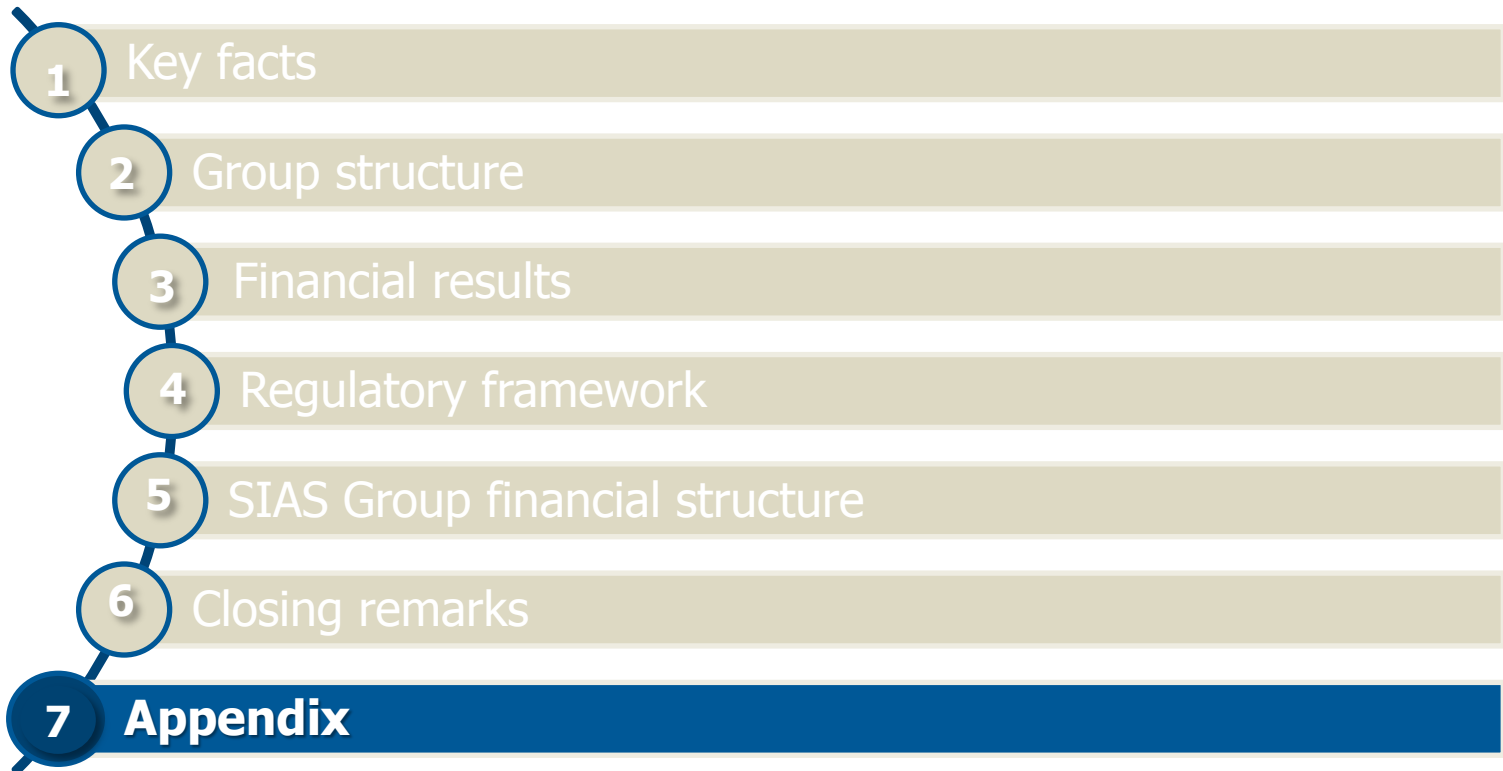 1 Key facts
2 Group structure
3 Financial results
4 Regulatory framework
5 SIAS Group financial structure
6 Closing remarks
7 Appendix